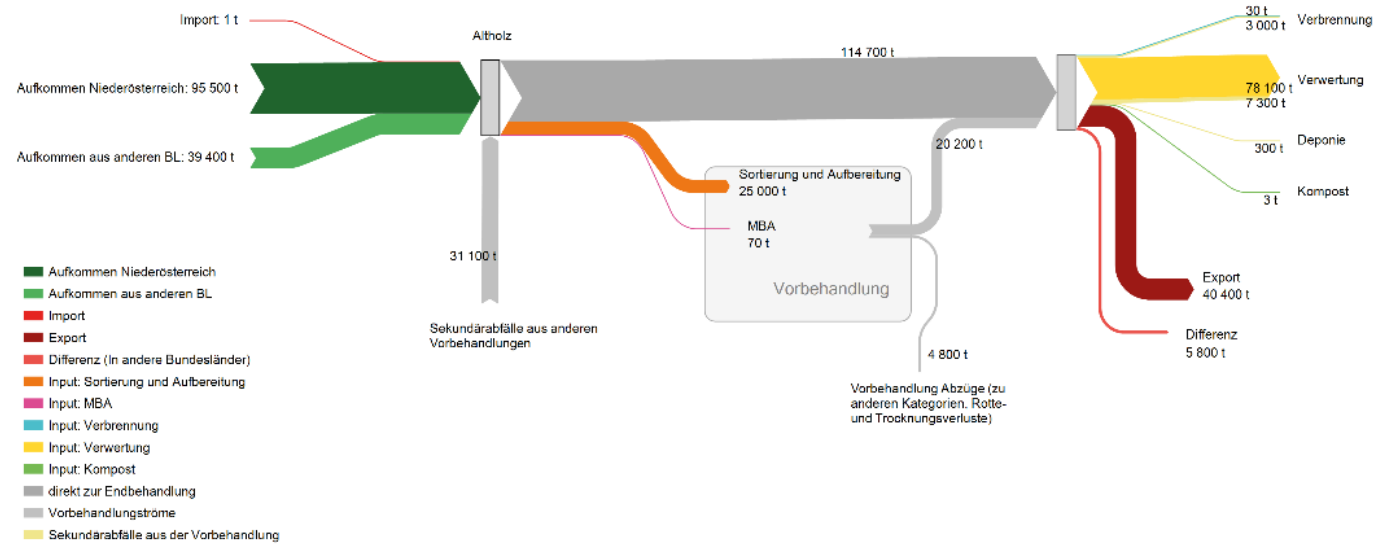 Import: 1 t
Altholz
Aufkommen Niederösterreich: 95 500 t
Aufkommen aus anderen BL: 39 400 t
114 700 t
30 t
3 000 t
Verbrennung
78 100 t
7 300 t
Verwertung
300 t
Deponie
3 t
Kompost
20 200 t
Sortierung und Aufbereitung
25 000 t
MBA
70 t
Vorbehandlung
31 100 t
Sekundärabfälle aus anderen
Vorbehandlungen
4 800 t
Vorbehandlung Abzüge (zu
anderen Kategorien. Rotte-
und Trocknungsverluste)
Export
40 400 t
Differenz
5 800 t
Aufkommen Niederösterreich
Aufkommen aus anderen BL
Import
Export
Differenz (In andere Bundesländer)
Input: Sortierung und Aufbereitung
Input: MBA
Input: Verbrennung
Input: Verwertung
Input: Kompost
direkt zur Endbehandlung
Vorbehandlungströme
Sekundärabfälle aus der Vorbehandlung